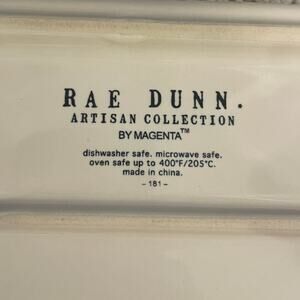 RAE DUNN.
ARTISAN COLLECTION
BY MAGENTA™
dishwasher safe. microwave safe.
oven safe up to 400°F/205°C.
made in china.
– 181 –